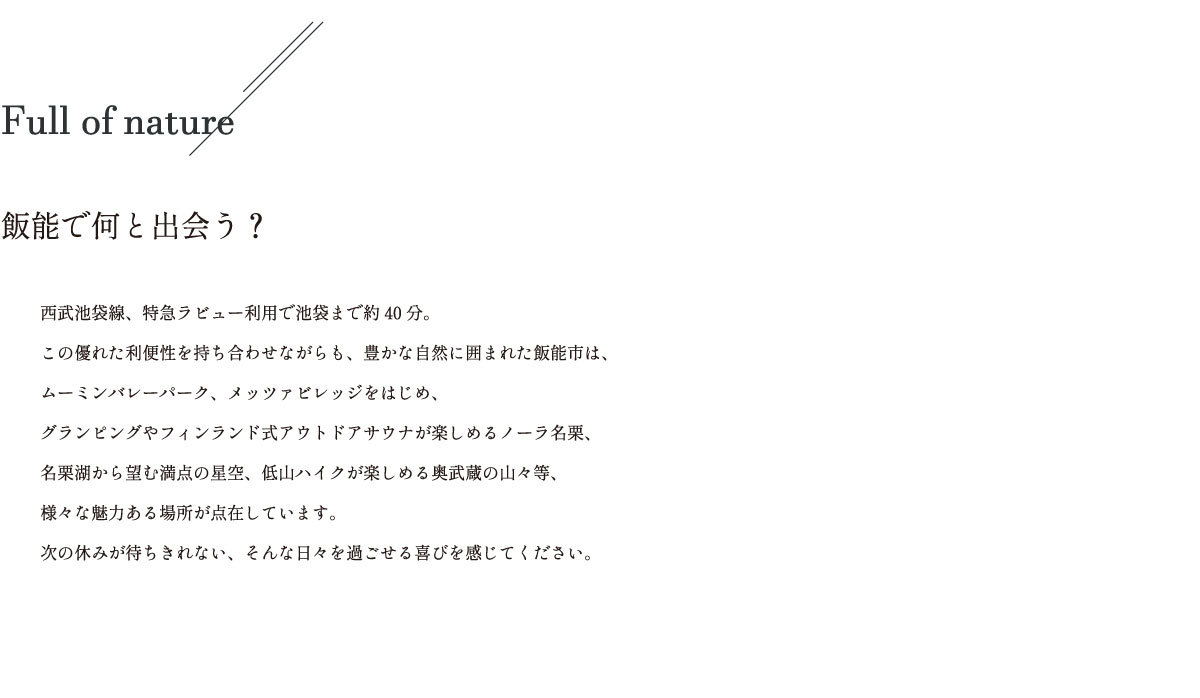 Full of nature
飯能で何と出会う？
西武池袋線、特急ラビュー利用で池袋まで約 40 分。
この優れた利便性を持ち合わせながらも、豊かな自然に囲まれた飯能市は、
ムーミンバレーパーク、メッツァビレッジをはじめ、
グランピングやフィンランド式アウトドアサウナが楽しめるノーラ名栗、
名栗湖から望む満点の星空、低山ハイクが楽しめる奥武蔵の山々等、
様々な魅力ある場所が点在しています。
次の休みが待ちきれない、そんな日々を過ごせる喜びを感じてください。